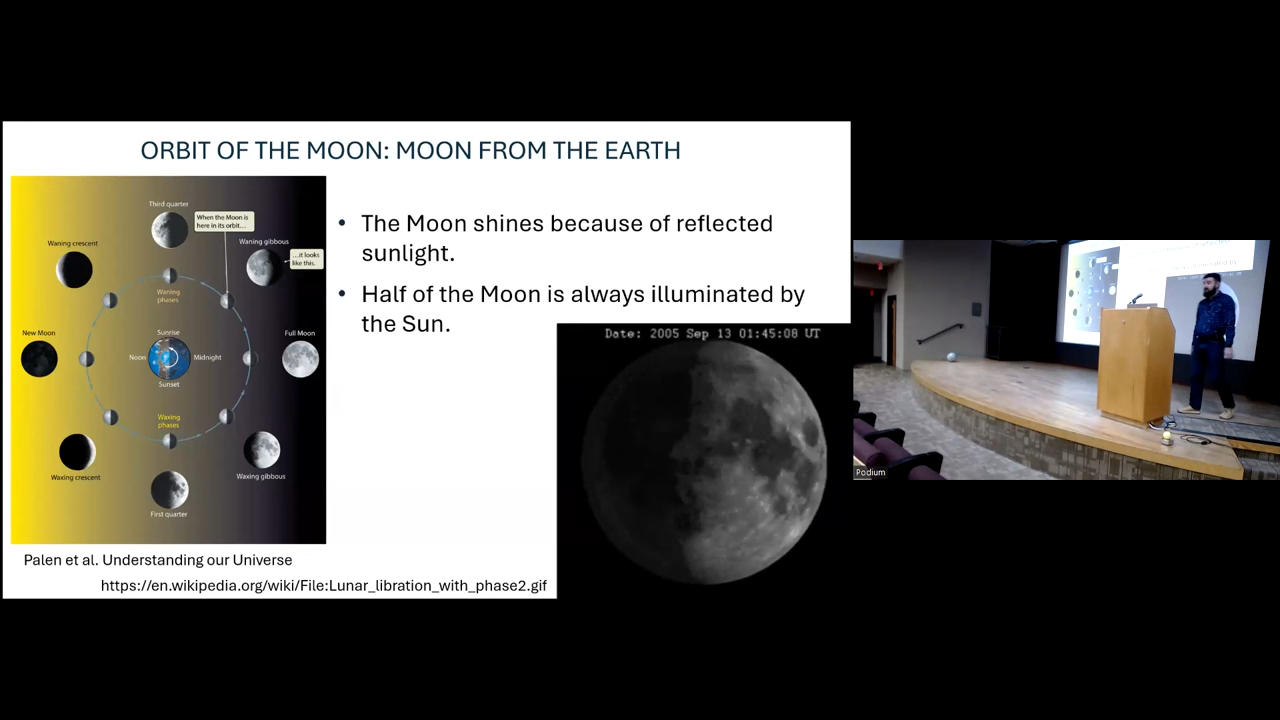 ORBIT OF THE MOON: MOON FROM THE EARTH
Third quarter
When the Moon is
here in its orbit...
Waning gibbous
...it looks
like this.
Waning crescent
Waning
phases
New Moon
Sunrise
Noon
Midnight
Sunset
Full Moon
Waxing
phases
Waxing crescent
Waxing gibbous
First quarter
• The Moon shines because of reflected
sunlight.
• Half of the Moon is always illuminated by
the Sun.
Date: 2005 Sep 13 01:45:08 UT
Palen et al. Understanding our Universe
https://en.wikipedia.org/wiki/File:Lunar_libration_with_phase2.gif
Podium